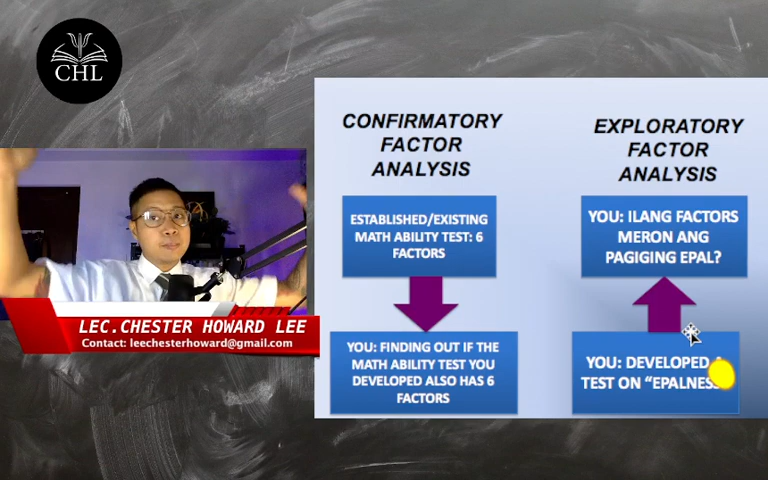 CHL
CONFIRMATORY
FACTOR
ANALYSIS
ESTABLISHED/EXISTING
MATH ABILITY TEST: 6
FACTORS
YOU: FINDING OUT IF THE
MATH ABILITY TEST YOU
DEVELOPED ALSO HAS 6
FACTORS
EXPLORATORY
FACTOR
ANALYSIS
YOU: ILANG FACTORS
MERON ANG
PAGIGING EPAL?
YOU: DEVELOPED
TEST ON "EPALNESS
LEC.CHESTER HOWARD LEE
Contact: leechesterhoward@gmail.com